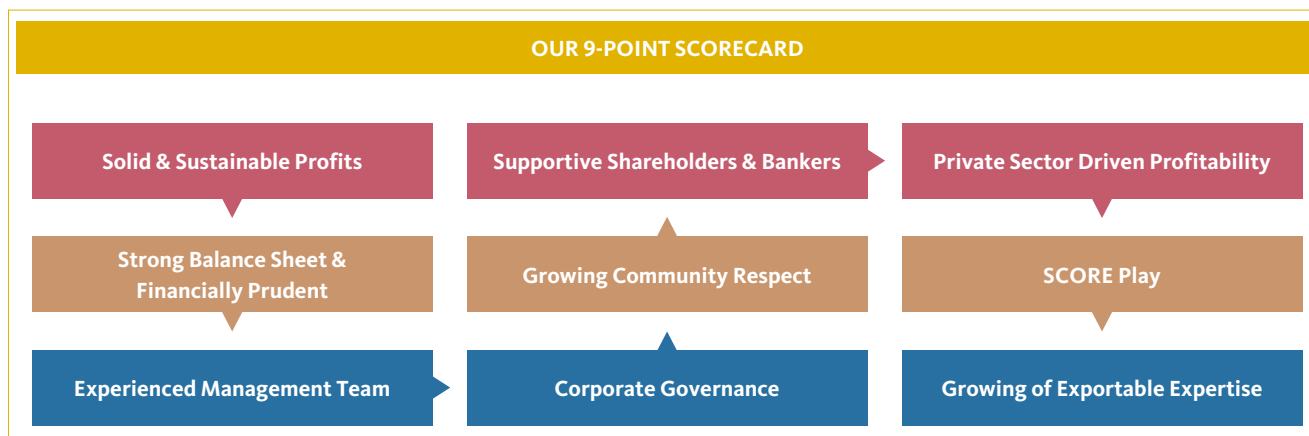 OUR 9-POINT SCORECARD
Solid & Sustainable Profits
Supportive Shareholders & Bankers
Private Sector Driven Profitability
Strong Balance Sheet &
Financially Prudent
Growing Community Respect
SCORE Play
Experienced Management Team
Corporate Governance
Growing of Exportable Expertise